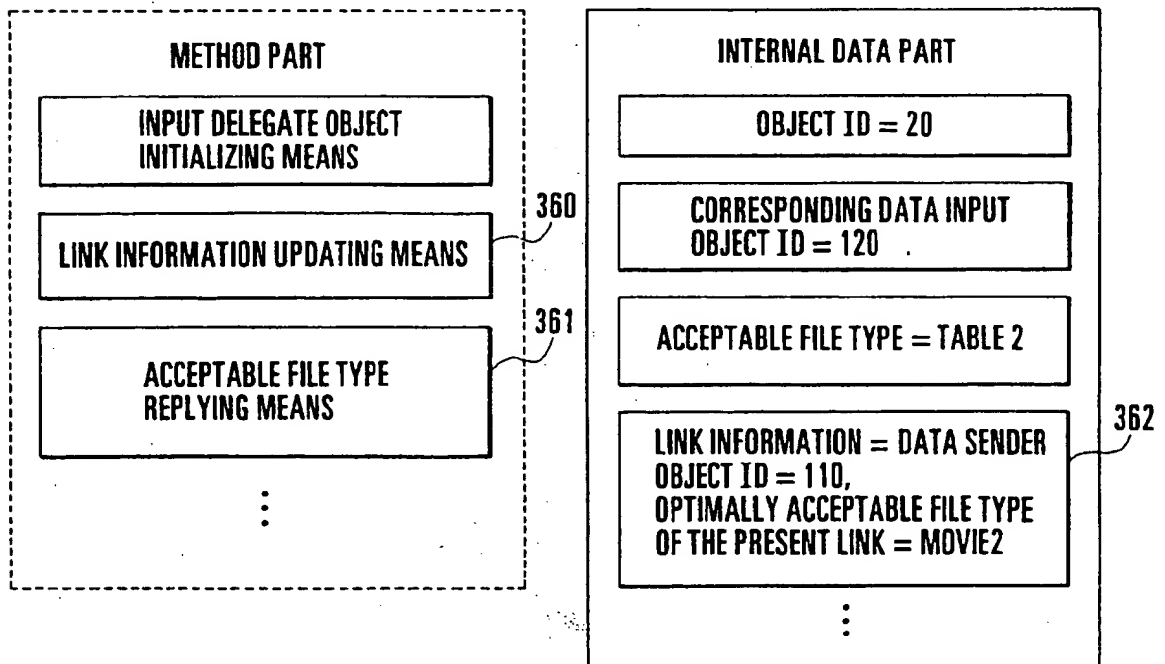 METHOD PART
INPUT DELEGATE OBJECT
INITIALIZING MEANS
LINK INFORMATION UPDATING MEANS
360
ACCEPTABLE FILE TYPE
REPLYING MEANS
361
INTERNAL DATA PART
OBJECT ID = 20
CORRESPONDING DATA INPUT
OBJECT ID = 120
ACCEPTABLE FILE TYPE = TABLE 2
LINK INFORMATION = DATA SENDER
OBJECT ID = 110,
OPTIMALLY ACCEPTABLE FILE TYPE
OF THE PRESENT LINK = MOVIE2
362